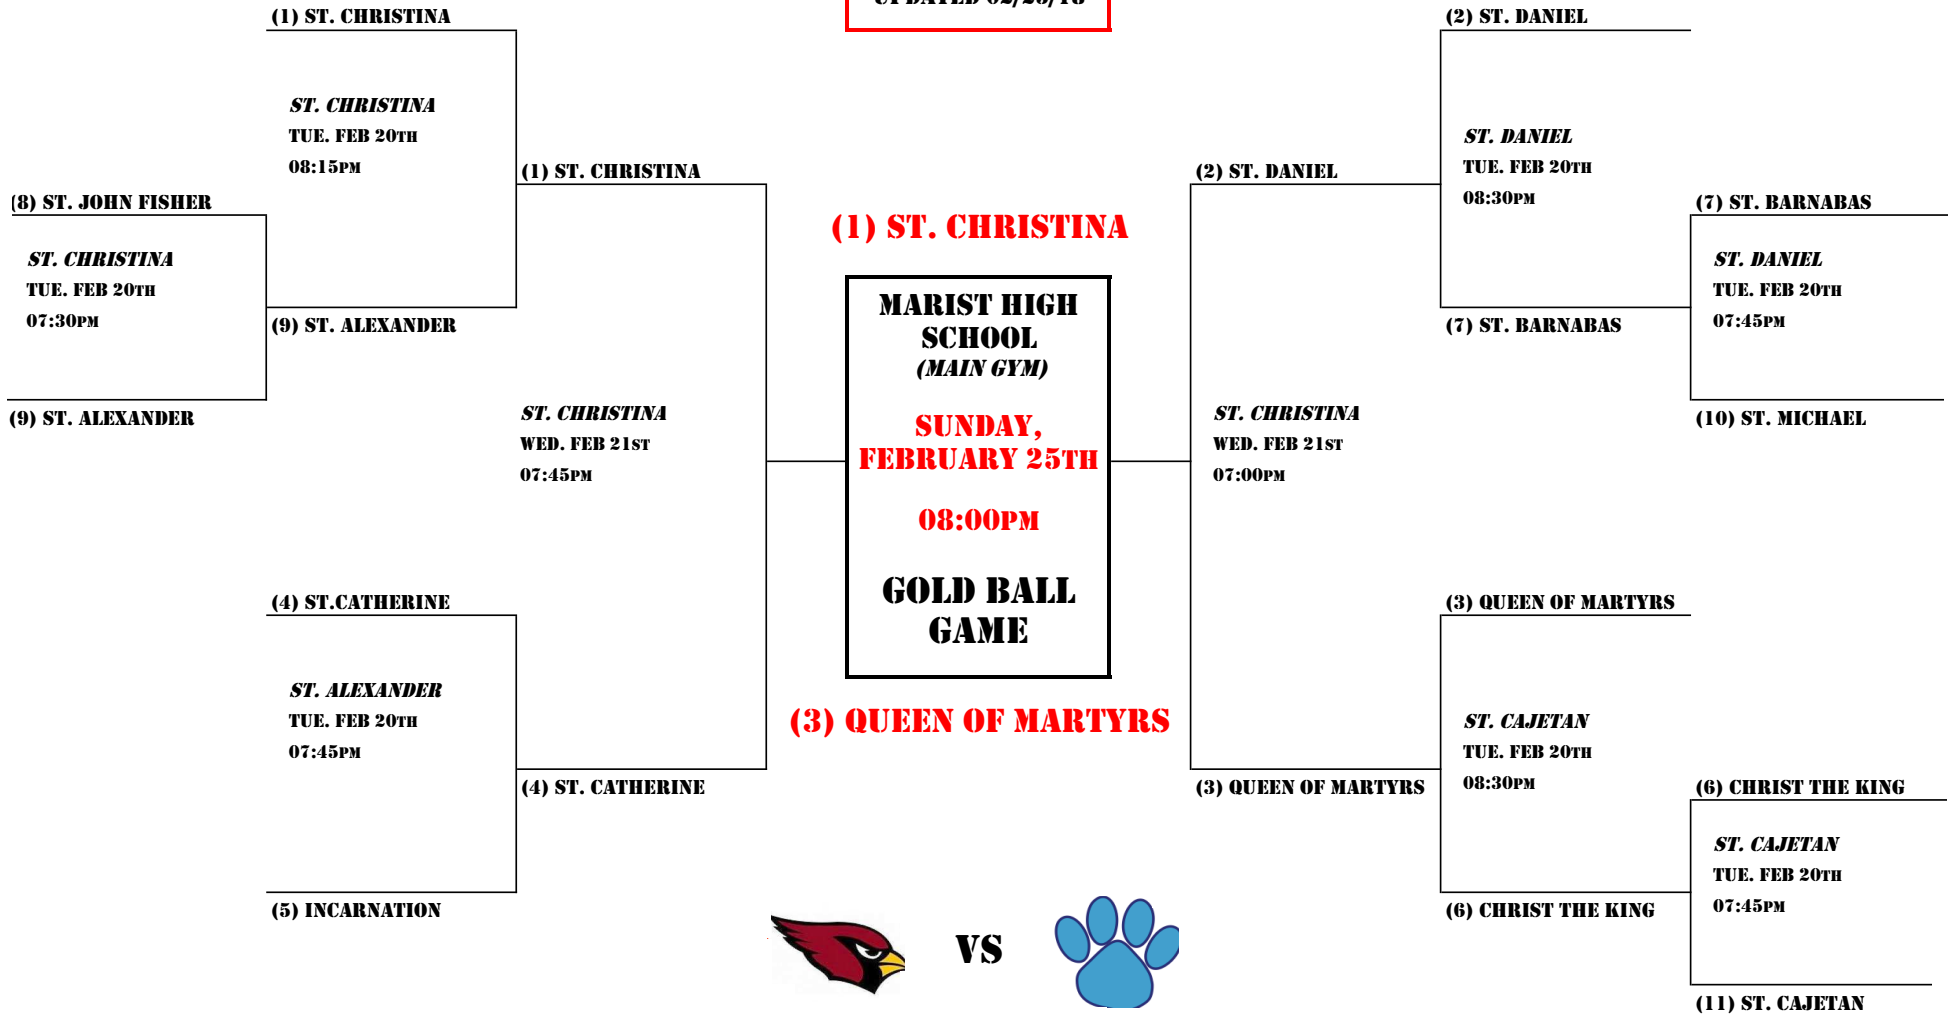 (1) ST. CHRISTINA
ST. CHRISTINA
TUE. FEB 20TH
08:15PM
(8) ST. JOHN FISHER
ST. CHRISTINA
TUE. FEB 20TH
07:30PM
(9) ST. ALEXANDER
(9) ST. ALEXANDER
(1) ST. CHRISTINA
ST. CHRISTINA
WED. FEB 21ST
07:45PM
(4) ST.CATHERINE
ST. ALEXANDER
TUE. FEB 20TH
07:45PM
(5) INCARNATION
(4) ST. CATHERINE
(1) ST. CHRISTINA
MARIST HIGH
SCHOOL
(MAIN GYM)
SUNDAY,
FEBRUARY 25TH
08:00PM
GOLD BALL
GAME
(3) QUEEN OF MARTYRS
VS
(2) ST. DANIEL
ST. DANIEL
TUE. FEB 20TH
08:30PM
(2) ST. DANIEL
(7) ST. BARNABAS
ST. DANIEL
TUE. FEB 20TH
07:45PM
(7) ST. BARNABAS
(10) ST. MICHAEL
ST. CHRISTINA
WED. FEB 21ST
07:00PM
(3) QUEEN OF MARTYRS
ST. CAJETAN
TUE. FEB 20TH
08:30PM
(3) QUEEN OF MARTYRS
(6) CHRIST THE KING
ST. CAJETAN
TUE. FEB 20TH
07:45PM
(6) CHRIST THE KING
(11) ST. CAJETAN